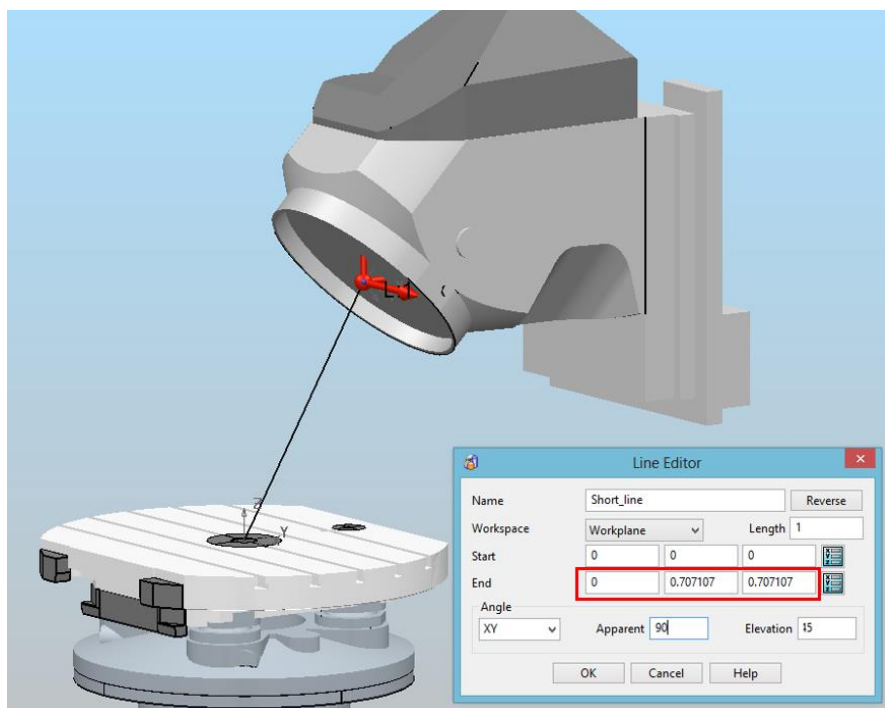 L:1
Z
Y
Line Editor
Name Short_line Reverse
Workspace Workplane Length 1
Start 0 0 0
End 0 0.707107 0.707107
Angle
XY Apparent 90 Elevation 45
OK Cancel Help